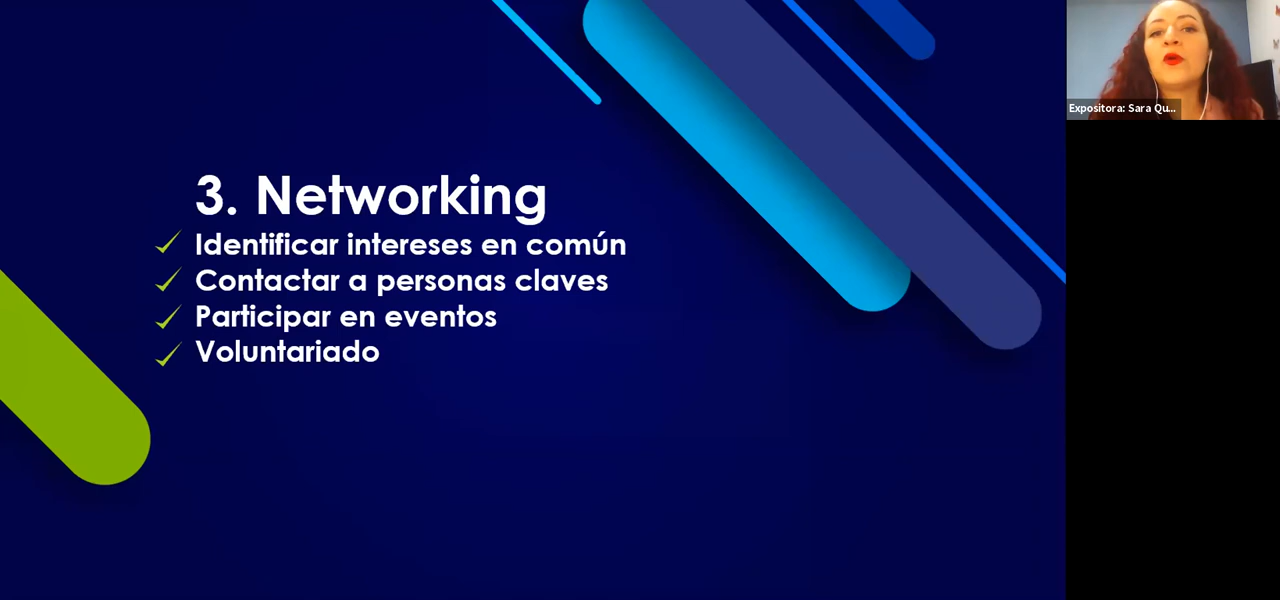 3. Networking
Identificar intereses en común
Contactar a personas claves
Participar en eventos
Voluntariado
Expositora: Sara Qu...